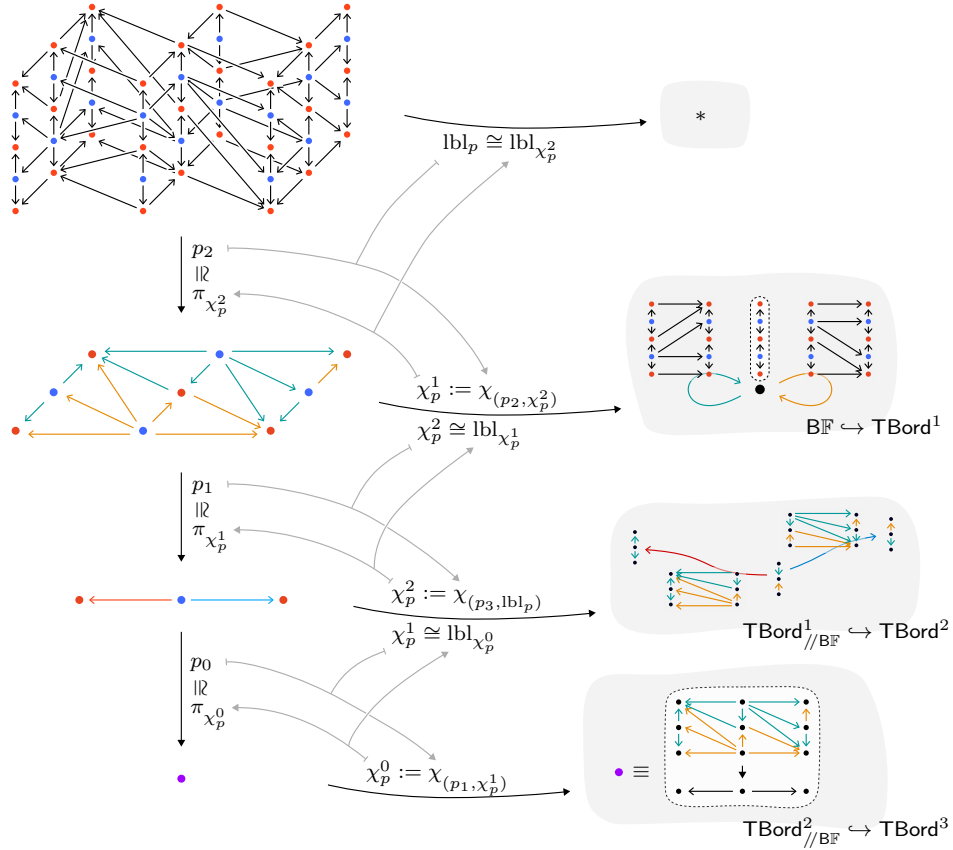 ∗
lbl_p ≅ lbl_{χ_p^2}
p_2
≅
π_{χ_p^2}
χ_p^1 := χ_{(p_2, χ_p^2)}
χ_p^2 ≅ lbl_{χ_p^1}
B𝔽 ↪ TBord^1
p_1
≅
π_{χ_p^1}
χ_p^2 := χ_{(p_3, lbl_p)}
χ_p^1 ≅ lbl_{χ_p^0}
TBord^1_{//B𝔽} ↪ TBord^2
p_0
≅
π_{χ_p^0}
χ_p^0 := χ_{(p_1, χ_p^1)}
≡
TBord^2_{//B𝔽} ↪ TBord^3